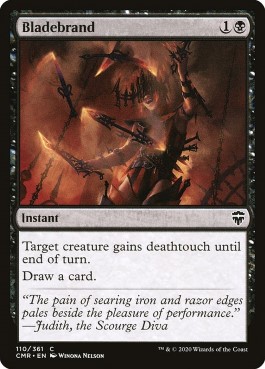 Bladebrand 1
Instant
Target creature gains deathtouch until
end of turn.
Draw a card.
“The pain of searing iron and razor edges
pales beside the pleasure of performance.”
—Judith, the Scourge Diva
110/361 C
CMR • EN Winona Nelson
™ & © 2020 Wizards of the Coast